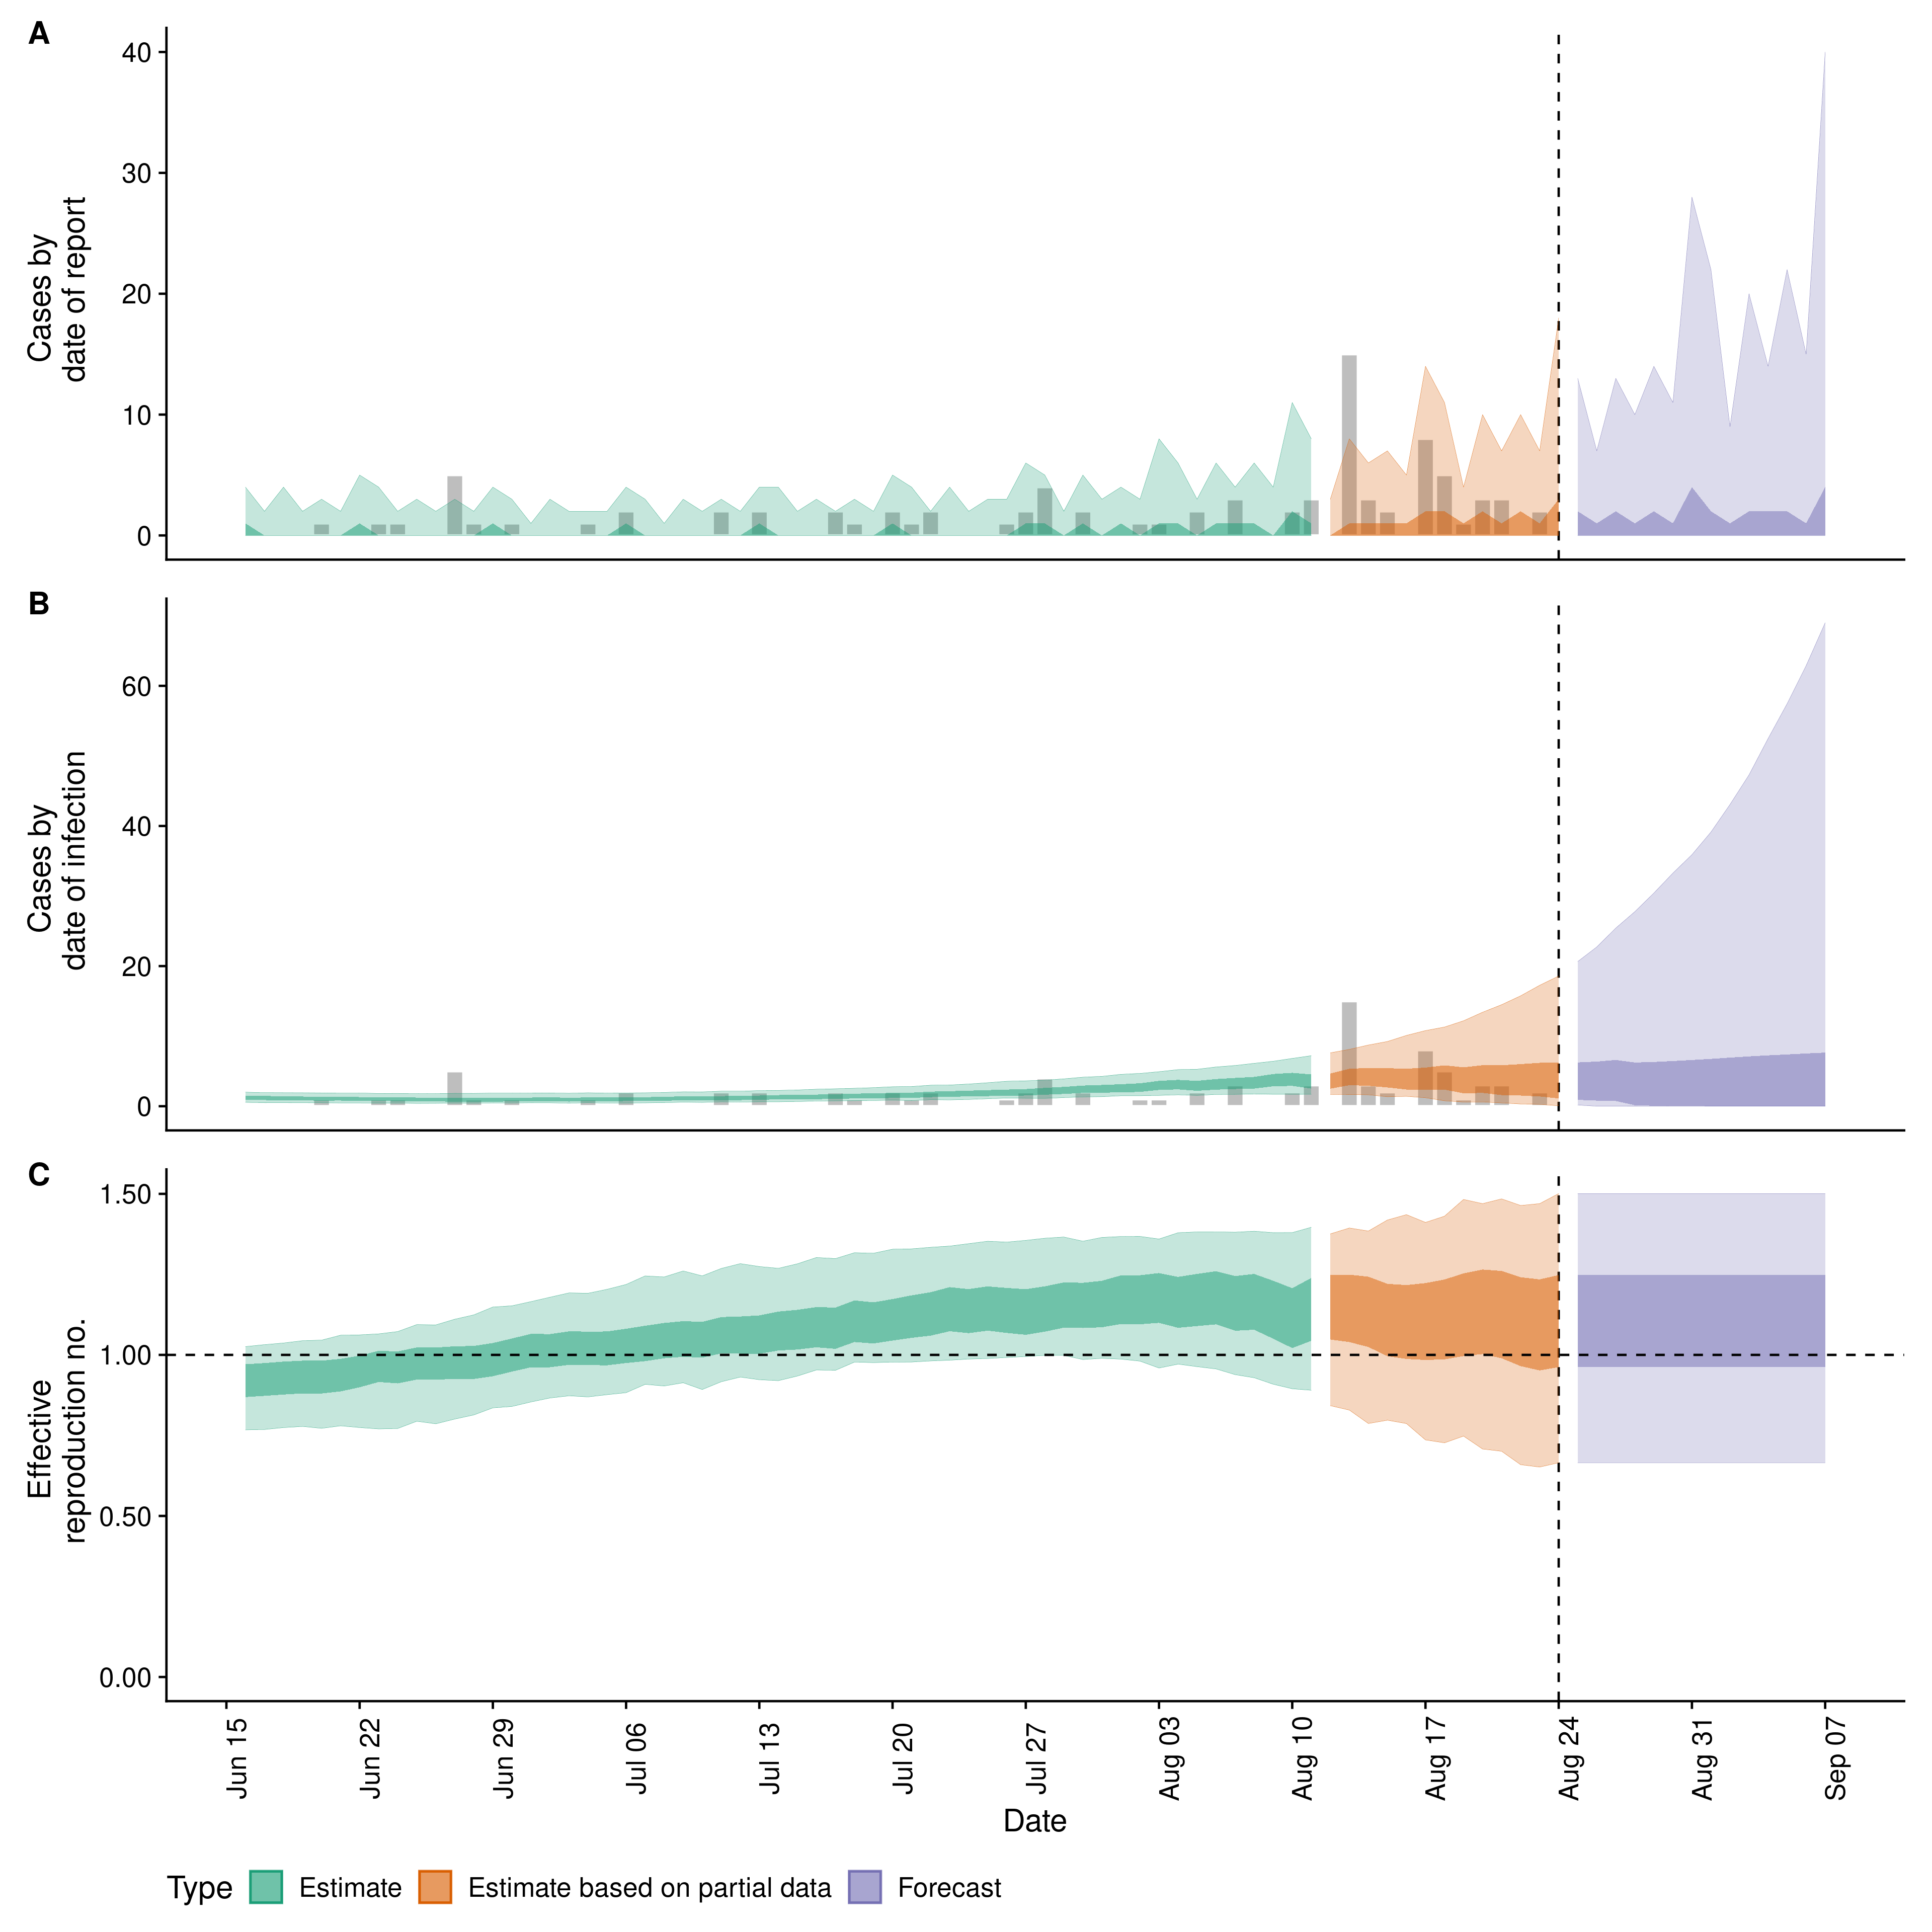 A
40
30
20
10
0
Cases by
date of report
B
60
40
20
0
Cases by
date of infection
C
1.50
1.00
0.50
0.00
Effective
reproduction no.
Jun 15
Jun 22
Jun 29
Jul 06
Jul 13
Jul 20
Jul 27
Aug 03
Aug 10
Aug 17
Aug 24
Aug 31
Sep 07
Date
Type Estimate Estimate based on partial data Forecast